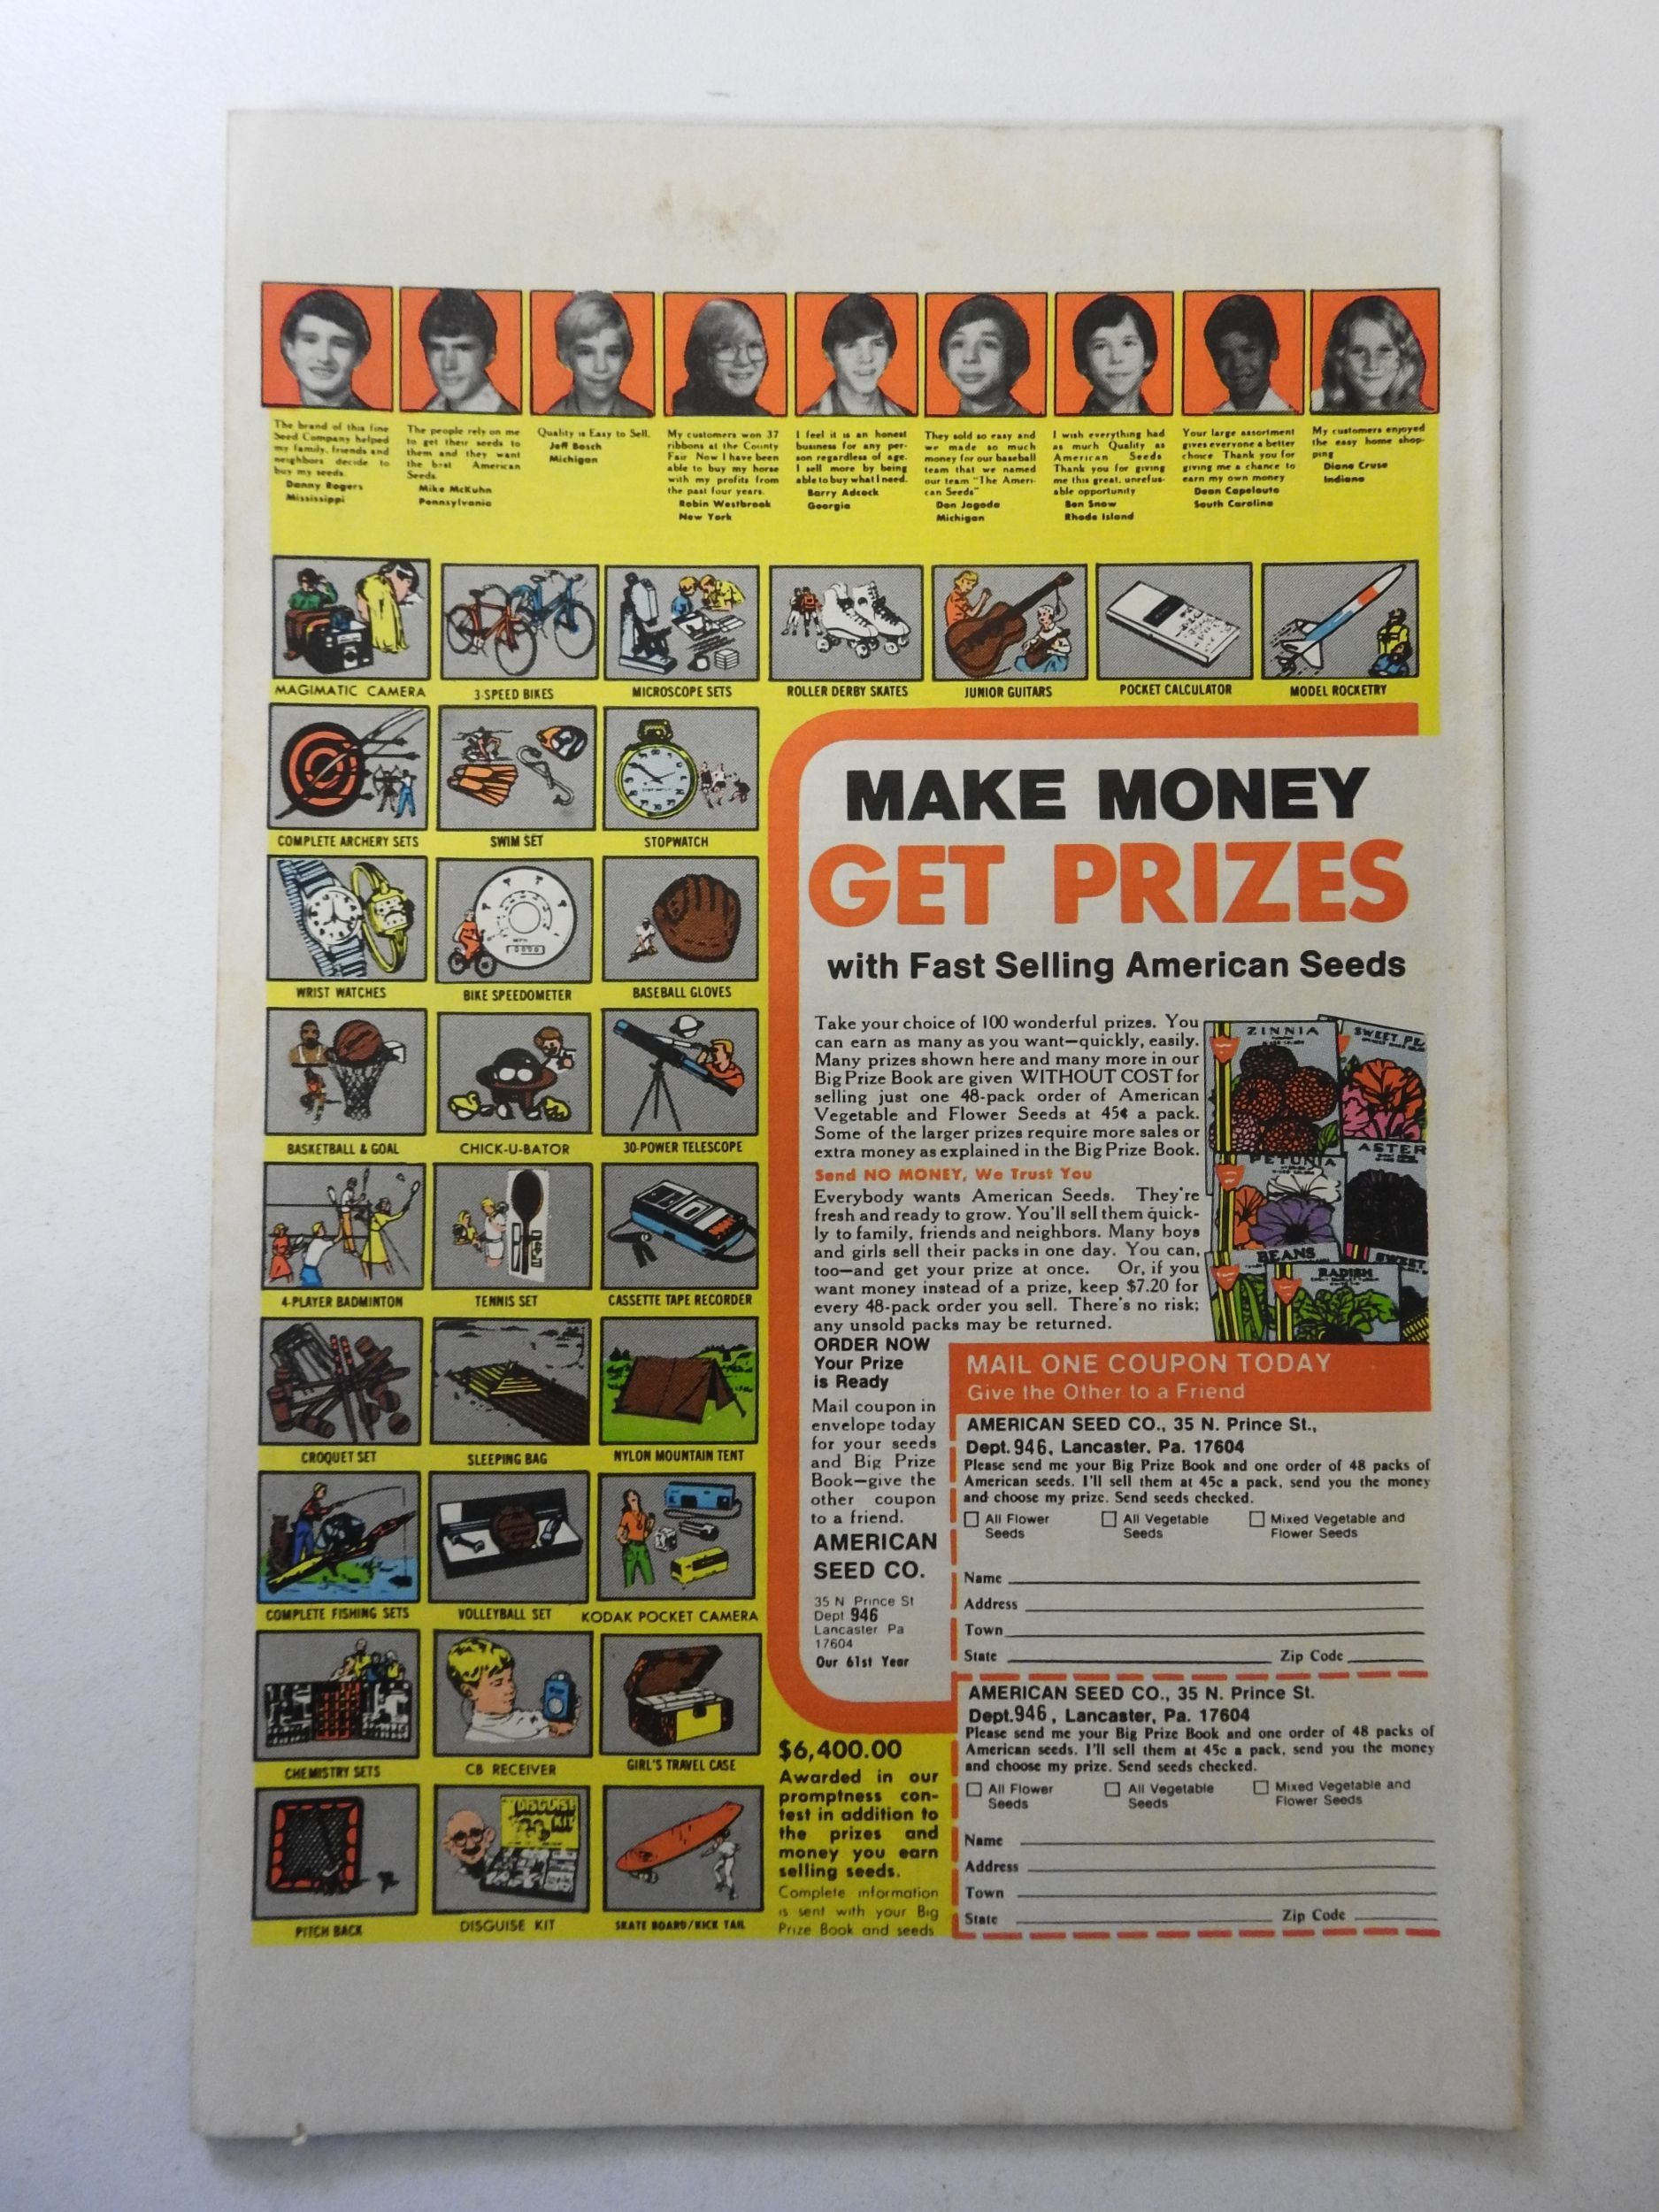 The brand of this fine
Seed Company helped
my family, friends and
neighbors decide to
buy my seeds.
Danny Rogers
Mississippi
The people rely on me
to get their seeds to
them and they want
the best American
Seeds.
Mike McKuhn
Pennsylvania
Quality is Easy to Sell.
Jeff Bosch
Michigan
My customers won 37
ribbons at the County
Fair Now I have been
able to buy my horse
with my profits from
the past four years.
Robin Westbrook
New York
I feel it is an honest
business for any per-
son regardless of age.
I sell more by being
able to buy what I need.
Barry Adcock
Georgia
They sold so easy and
we made so much
money for our baseball
team that we named
our team "The Ameri-
can Seeds"
Don Jagoda
Michigan
I wish everything had
as much Quality as
American Seeds
Thank you for giving
me this great, unrefus-
able opportunity
Ben Snow
Rhode Island
Your large assortment
gives everyone a better
choice Thank you for
giving me a chance to
earn my own money
Dean Capelouto
South Carolina
My customers enjoyed
the easy home shop-
ping
Diane Cruse
Indiana
MAGIMATIC CAMERA
3-SPEED BIKES
MICROSCOPE SETS
ROLLER DERBY SKATES
JUNIOR GUITARS
POCKET CALCULATOR
MODEL ROCKETRY
COMPLETE ARCHERY SETS
SWIM SET
STOPWATCH
WRIST WATCHES
BIKE SPEEDOMETER
BASEBALL GLOVES
BASKETBALL & GOAL
CHICK-U-BATOR
30-POWER TELESCOPE
4-PLAYER BADMINTON
TENNIS SET
CASSETTE TAPE RECORDER
CROQUET SET
SLEEPING BAG
NYLON MOUNTAIN TENT
COMPLETE FISHING SETS
VOLLEYBALL SET
KODAK POCKET CAMERA
CHEMISTRY SETS
CB RECEIVER
GIRL'S TRAVEL CASE
DISGUISE
KIT
PITCH BACK
DISGUISE KIT
SKATE BOARD/KICK TAIL
MAKE MONEY
GET PRIZES
with Fast Selling American Seeds
Take your choice of 100 wonderful prizes. You
can earn as many as you want—quickly, easily.
Many prizes shown here and many more in our
Big Prize Book are given WITHOUT COST for
selling just one 48-pack order of American
Vegetable and Flower Seeds at 45¢ a pack.
Some of the larger prizes require more sales or
extra money as explained in the Big Prize Book.
Send NO MONEY, We Trust You
Everybody wants American Seeds. They're
fresh and ready to grow. You'll sell them quick-
ly to family, friends and neighbors. Many boys
and girls sell their packs in one day. You can,
too—and get your prize at once. Or, if you
want money instead of a prize, keep $7.20 for
every 48-pack order you sell. There's no risk;
any unsold packs may be returned.
ZINNIA
SWEET PE
ASTER
PETUNIA
BEANS
RADISH
SWEET
ORDER NOW
Your Prize
is Ready
Mail coupon in
envelope today
for your seeds
and Big Prize
Book—give the
other coupon
to a friend.
AMERICAN
SEED CO.
35 N Prince St
Dept 946
Lancaster Pa
17604
Our 61st Year
$6,400.00
Awarded in our
promptness con-
test in addition to
the prizes and
money you earn
selling seeds.
Complete information
is sent with your Big
Prize Book and seeds
MAIL ONE COUPON TODAY
Give the Other to a Friend
AMERICAN SEED CO., 35 N. Prince St.,
Dept. 946, Lancaster, Pa. 17604
Please send me your Big Prize Book and one order of 48 packs of
American seeds. I'll sell them at 45c a pack, send you the money
and choose my prize. Send seeds checked.
All Flower
Seeds
All Vegetable
Seeds
Mixed Vegetable and
Flower Seeds
Name
Address
Town
State Zip Code
AMERICAN SEED CO., 35 N. Prince St.
Dept. 946, Lancaster, Pa. 17604
Please send me your Big Prize Book and one order of 48 packs of
American seeds. I'll sell them at 45c a pack, send you the money
and choose my prize. Send seeds checked.
All Flower
Seeds
All Vegetable
Seeds
Mixed Vegetable and
Flower Seeds
Name
Address
Town
State Zip Code